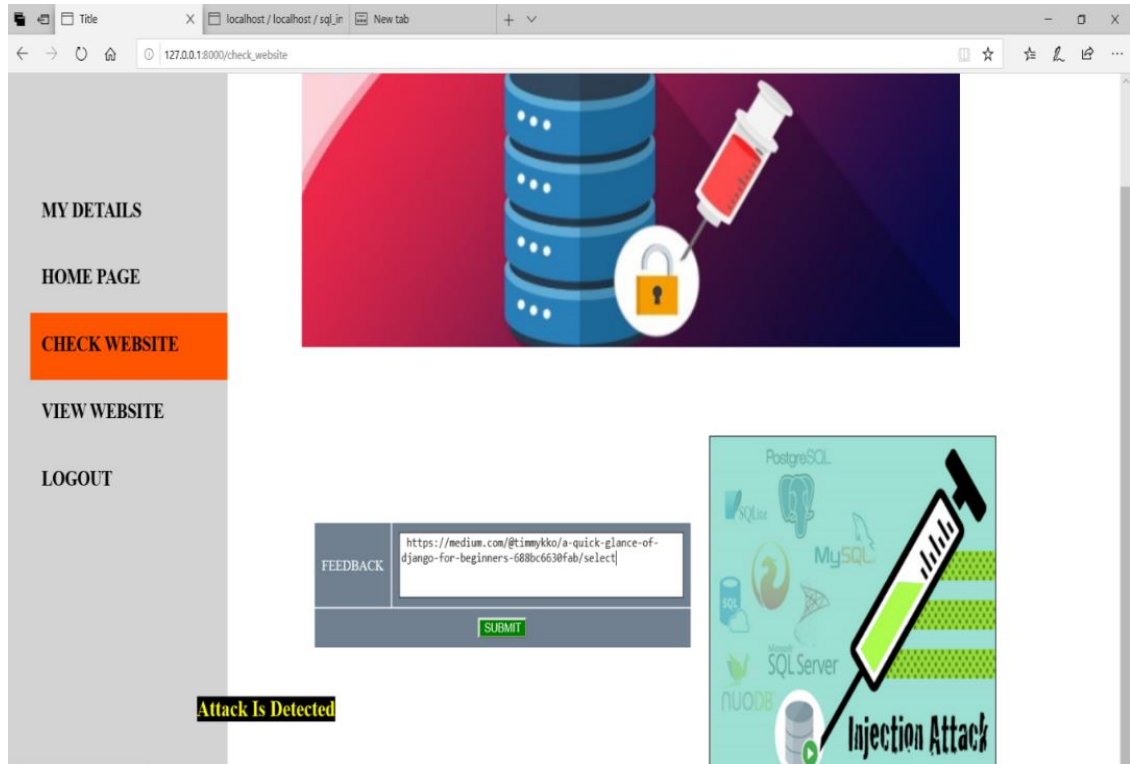 Title
localhost / localhost / sql_in
New tab
127.0.0.1:8000/check_website
MY DETAILS
HOME PAGE
CHECK WEBSITE
VIEW WEBSITE
LOGOUT
FEEDBACK
https://medium.com/@timmykko/a-quick-glance-of-
django-for-beginners-688bc6630fab/select
SUBMIT
Attack Is Detected
PostgreSQL
SQLite
MySQL
SQL
Microsoft
SQL Server
NUODB
Injection Attack